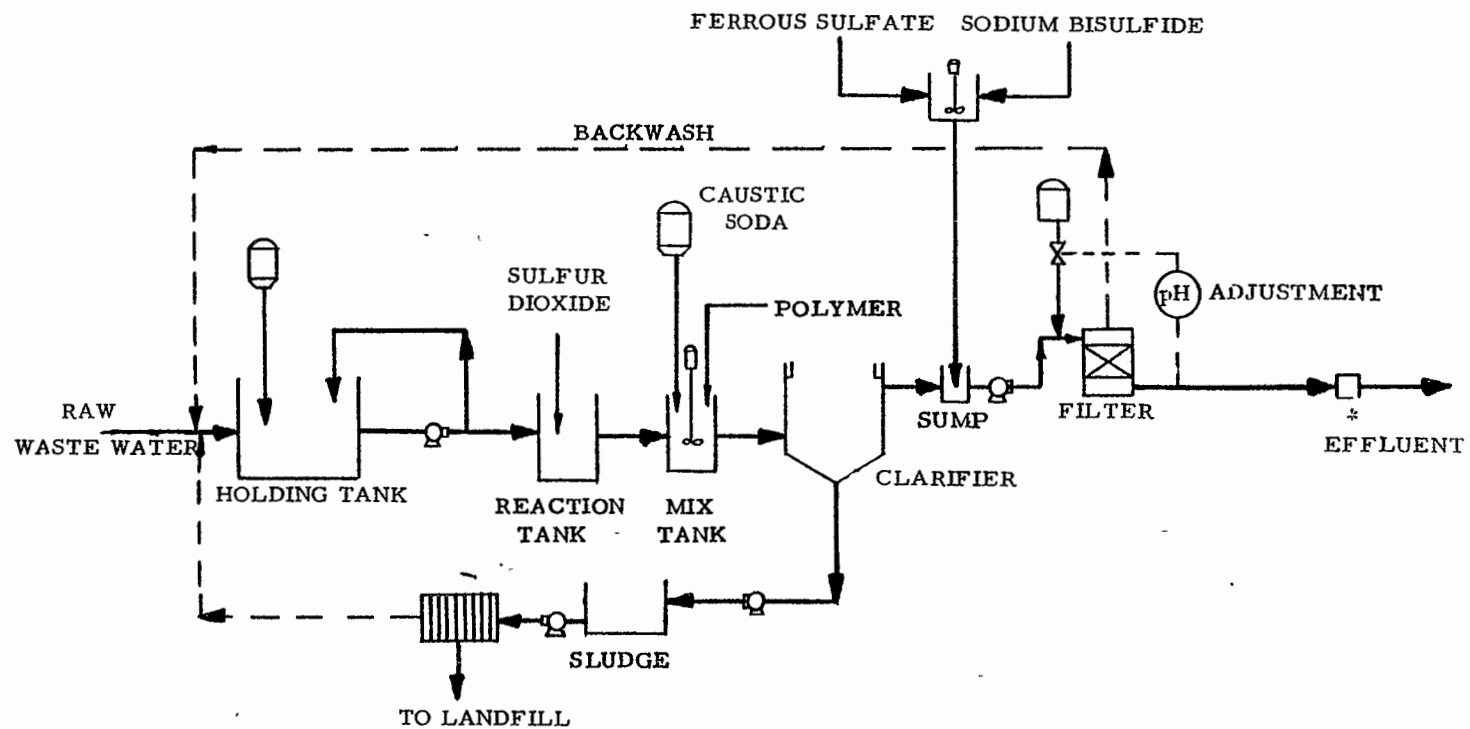 FERROUS SULFATE
SODIUM BISULFIDE
BACKWASH
CAUSTIC
SODA
SULFUR
DIOXIDE
POLYMER
pH
ADJUSTMENT
RAW
WASTE WATER
HOLDING TANK
REACTION
TANK
MIX
TANK
CLARIFIER
SUMP
FILTER
*
EFFLUENT
SLUDGE
TO LANDFILL